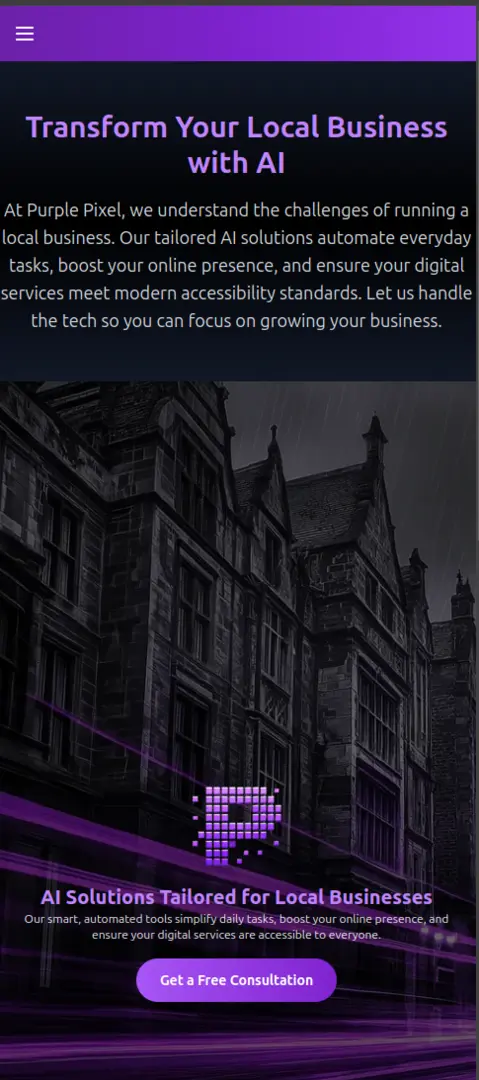 Transform Your Local Business
with AI
At Purple Pixel, we understand the challenges of running a
local business. Our tailored AI solutions automate everyday
tasks, boost your online presence, and ensure your digital
services meet modern accessibility standards. Let us handle
the tech so you can focus on growing your business.
AI Solutions Tailored for Local Businesses
Our smart, automated tools simplify daily tasks, boost your online presence, and
ensure your digital services are accessible to everyone.
Get a Free Consultation